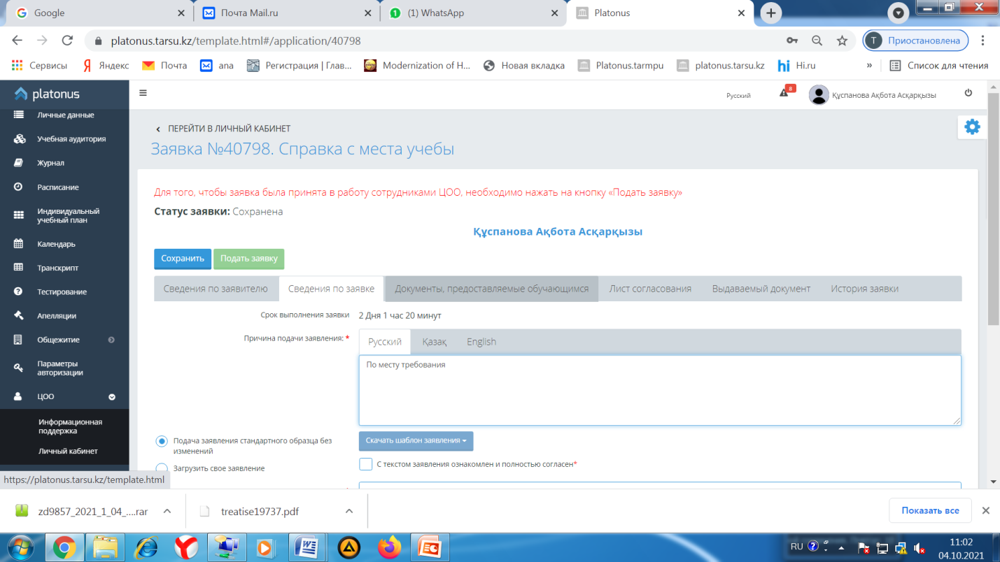 Google
Почта Mail.ru
(1) WhatsApp
Platonus
platonus.tarsu.kz/template.html#/application/40798
T Приостановлена
Сервисы
Яндекс
Почта
ana
Регистрация | Глав...
Modernization of H...
Новая вкладка
Platonus.tarmpu
platonus.tarsu.kz
hi Hi.ru
»
Список для чтения
platonus
Русский
8
Құспанова Ақбота Асқарқызы
Личные данные
Учебная аудитория
Журнал
Расписание
Индивидуальный
учебный план
Календарь
Транскрипт
Тестирование
Апелляции
Общежитие
Параметры
авторизации
ЦОО
Информационная
поддержка
Личный кабинет
https://platonus.tarsu.kz/template.html
‹ ПЕРЕЙТИ В ЛИЧНЫЙ КАБИНЕТ
Заявка №40798. Справка с места учебы
Для того, чтобы заявка была принята в работу сотрудниками ЦОО, необходимо нажать на кнопку «Подать заявку»
Статус заявки: Сохранена
Құспанова Ақбота Асқарқызы
Сохранить
Подать заявку
Сведения по заявителю
Сведения по заявке
Документы, предоставляемые обучающимся
Лист согласования
Выдаваемый документ
История заявки
Срок выполнения заявки 2 Дня 1 час 20 минут
Причина подачи заявления: *
Русский
Қазақ
English
По месту требования
Подача заявления стандартного образца без
изменений
Загрузить свое заявление
Скачать шаблон заявления
С текстом заявления ознакомлен и полностью согласен*
zd9857_2021_1_04_....rar
treatise19737.pdf
Показать все
RU
11:02
04.10.2021